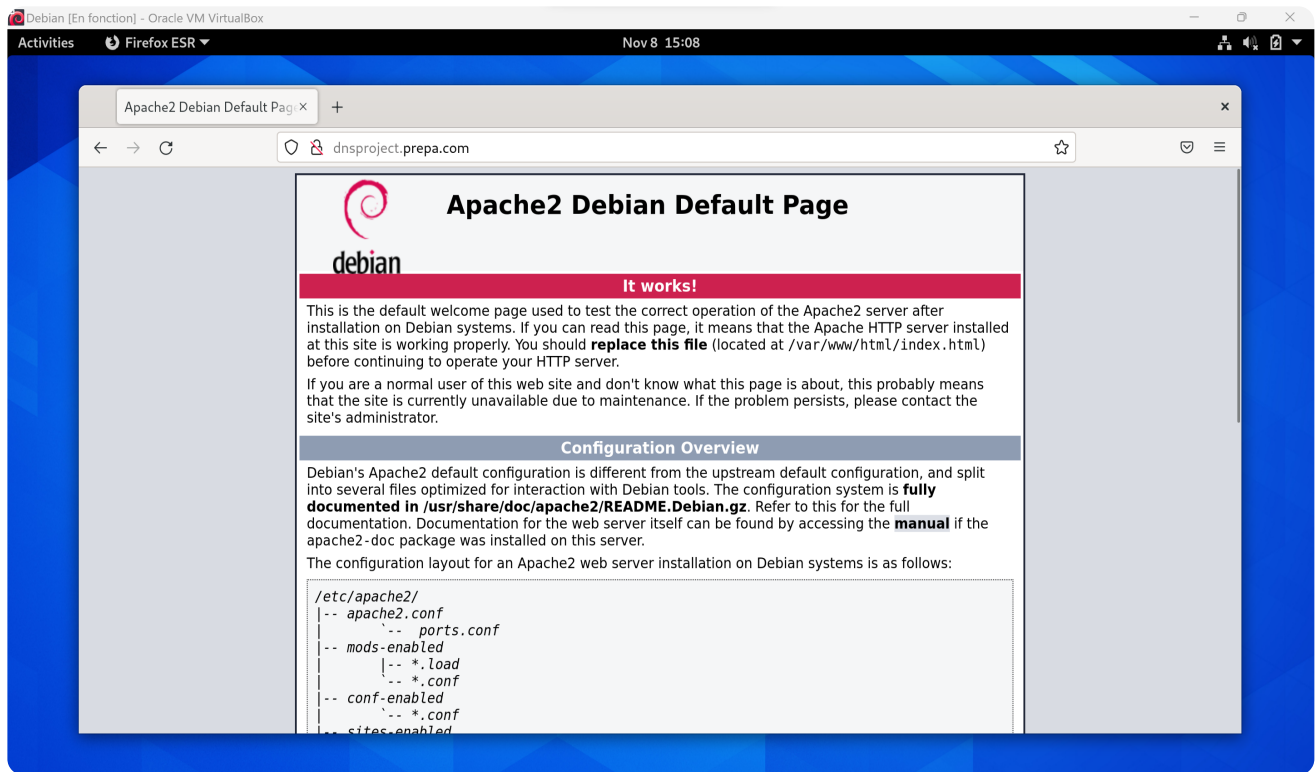 Debian [En fonction] - Oracle VM VirtualBox
Activities Firefox ESR Nov 8 15:08
Apache2 Debian Default Pag
dnsproject.prepa.com
debian
Apache2 Debian Default Page
It works!
This is the default welcome page used to test the correct operation of the Apache2 server after
installation on Debian systems. If you can read this page, it means that the Apache HTTP server installed
at this site is working properly. You should replace this file (located at /var/www/html/index.html)
before continuing to operate your HTTP server.
If you are a normal user of this web site and don't know what this page is about, this probably means
that the site is currently unavailable due to maintenance. If the problem persists, please contact the
site's administrator.
Configuration Overview
Debian's Apache2 default configuration is different from the upstream default configuration, and split
into several files optimized for interaction with Debian tools. The configuration system is fully
documented in /usr/share/doc/apache2/README.Debian.gz. Refer to this for the full
documentation. Documentation for the web server itself can be found by accessing the manual if the
apache2-doc package was installed on this server.
The configuration layout for an Apache2 web server installation on Debian systems is as follows:
/etc/apache2/
|-- apache2.conf
|       `--  ports.conf
|-- mods-enabled
|       |-- *.load
|       `-- *.conf
|-- conf-enabled
|       `-- *.conf
|-- sites-enabled